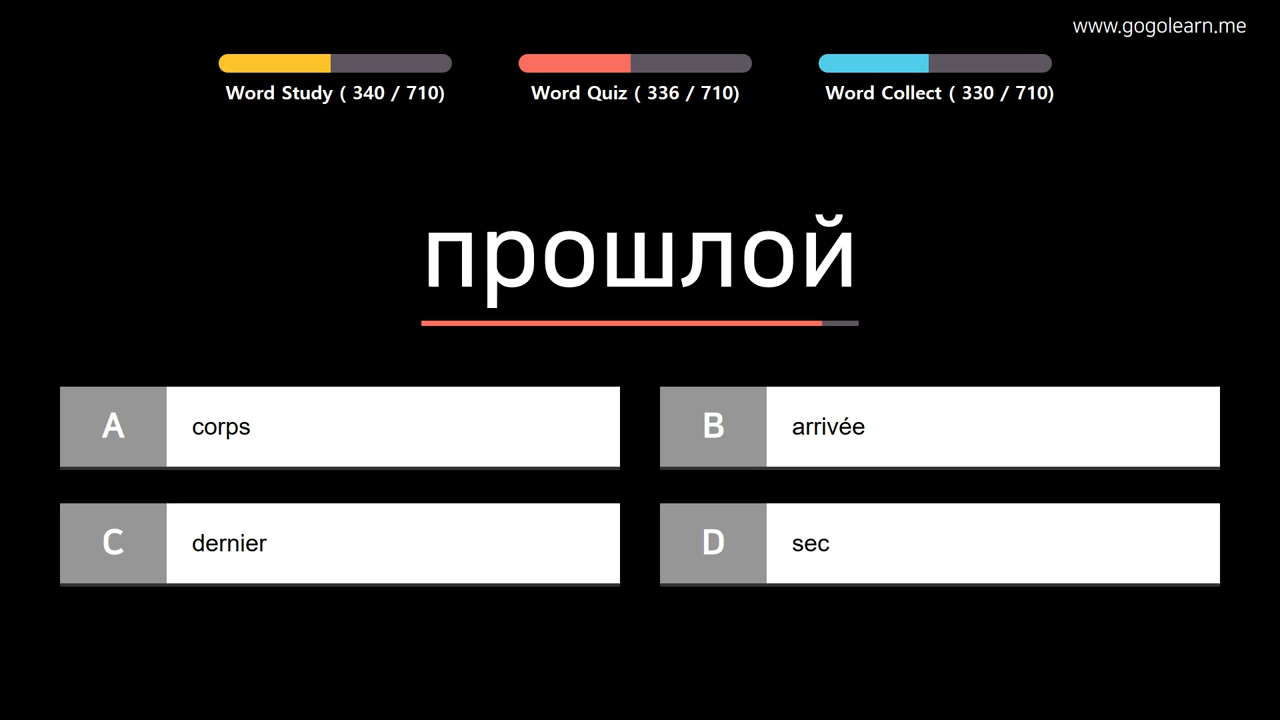 www.gogolearn.me
Word Study ( 340 / 710)
Word Quiz ( 336 / 710)
Word Collect ( 330 / 710)
прошлой
A corps
B arrivée
C dernier
D sec